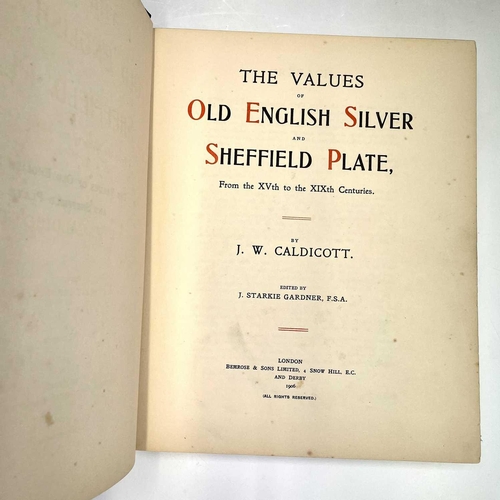 THE VALUES
OF
OLD ENGLISH SILVER
AND
SHEFFIELD PLATE,
From the XVth to the XIXth Centuries.
BY
J. W. CALDICOTT.
EDITED BY
J. STARKIE GARDNER, F.S.A.
LONDON
BEMROSE & SONS LIMITED, 4 SNOW HILL, E.C.
AND DERBY
1906
(ALL RIGHTS RESERVED.)